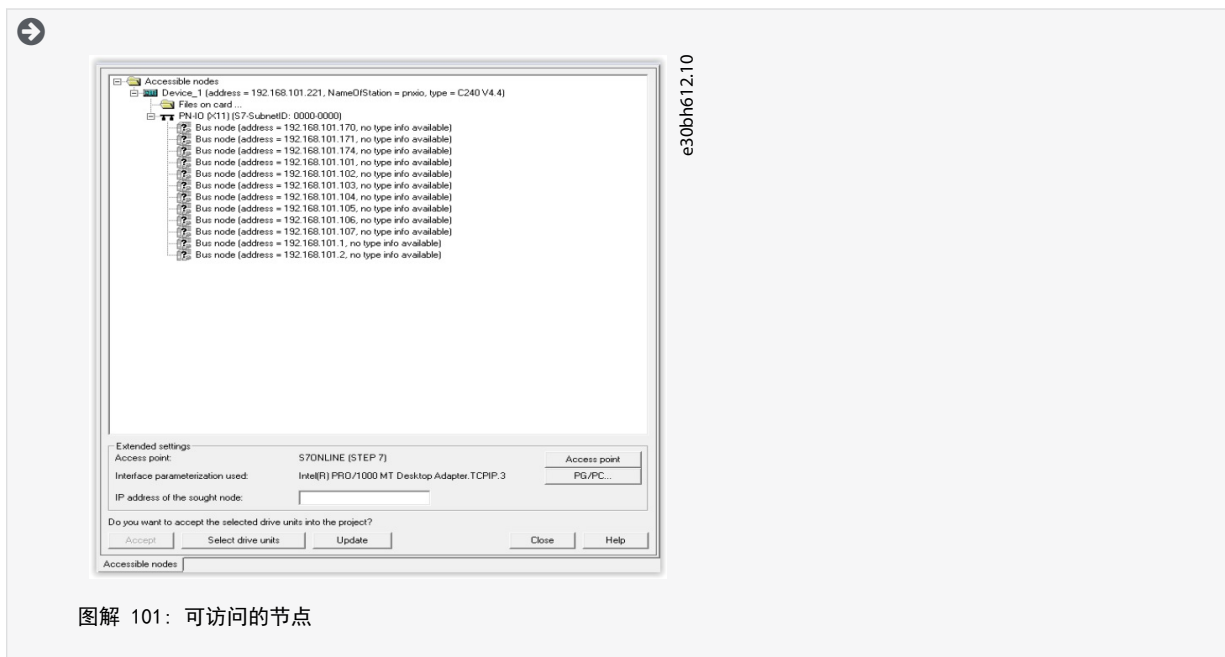 Accessible nodes
Device_1 (address = 192.168.101.221, NameOfStation = pnxio, type = C240 V4.4)
Files on card ...
PN-IO (X11) (S7-SubnetID: 0000-0000)
Bus node (address = 192.168.101.170, no type info available)
Bus node (address = 192.168.101.171, no type info available)
Bus node (address = 192.168.101.174, no type info available)
Bus node (address = 192.168.101.101, no type info available)
Bus node (address = 192.168.101.102, no type info available)
Bus node (address = 192.168.101.103, no type info available)
Bus node (address = 192.168.101.104, no type info available)
Bus node (address = 192.168.101.105, no type info available)
Bus node (address = 192.168.101.106, no type info available)
Bus node (address = 192.168.101.107, no type info available)
Bus node (address = 192.168.101.1, no type info available)
Bus node (address = 192.168.101.2, no type info available)
Extended settings
Access point: S7ONLINE (STEP 7) Access point
Interface parameterization used: Intel(R) PRO/1000 MT Desktop Adapter.TCPIP.3 PG/PC...
IP address of the sought node:
Do you want to accept the selected drive units into the project?
Accept Select drive units Update Close Help
Accessible nodes
e30bh612.10
图解 101: 可访问的节点